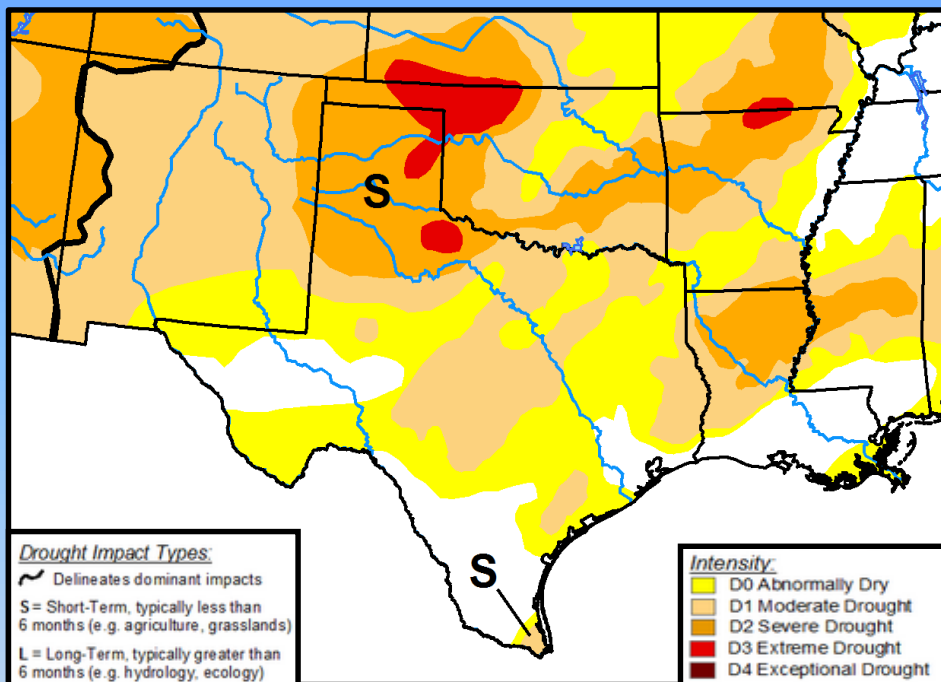 S
S
Drought Impact Types:
Delineates dominant impacts
S = Short-Term, typically less than
6 months (e.g. agriculture, grasslands)
L = Long-Term, typically greater than
6 months (e.g. hydrology, ecology)
Intensity:
D0 Abnormally Dry
D1 Moderate Drought
D2 Severe Drought
D3 Extreme Drought
D4 Exceptional Drought